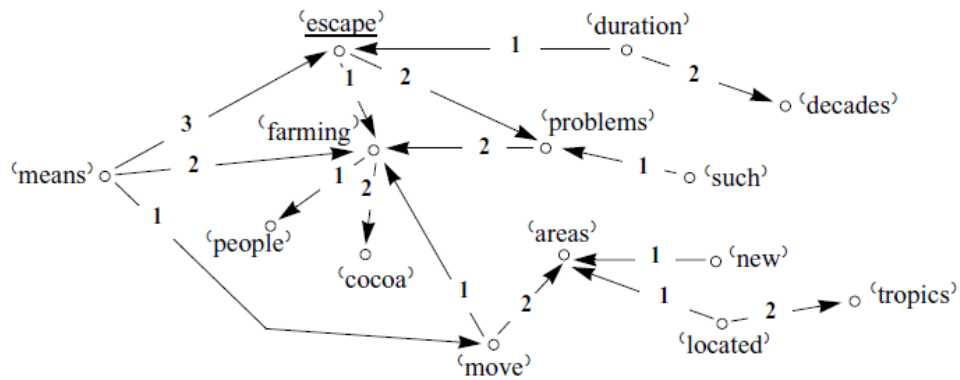 ‘escape’ ‘duration’
1
1 2 2
‘decades’
3
‘farming’ ‘problems’
2
2 1
‘means’ 1 2 ‘such’
1
‘people’ ‘areas’
‘cocoa’ 1 ‘new’
1 2 1 2 ‘tropics’
‘move’ ‘located’